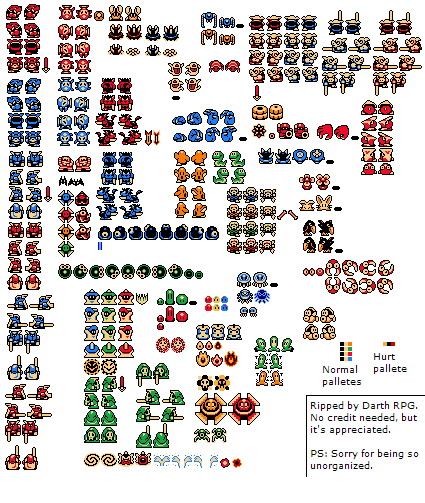 Normal
palletes
Hurt
pallete
Ripped by Darth RPG.
No credit needed, but
it's appreciated.
PS: Sorry for being so
unorganized.